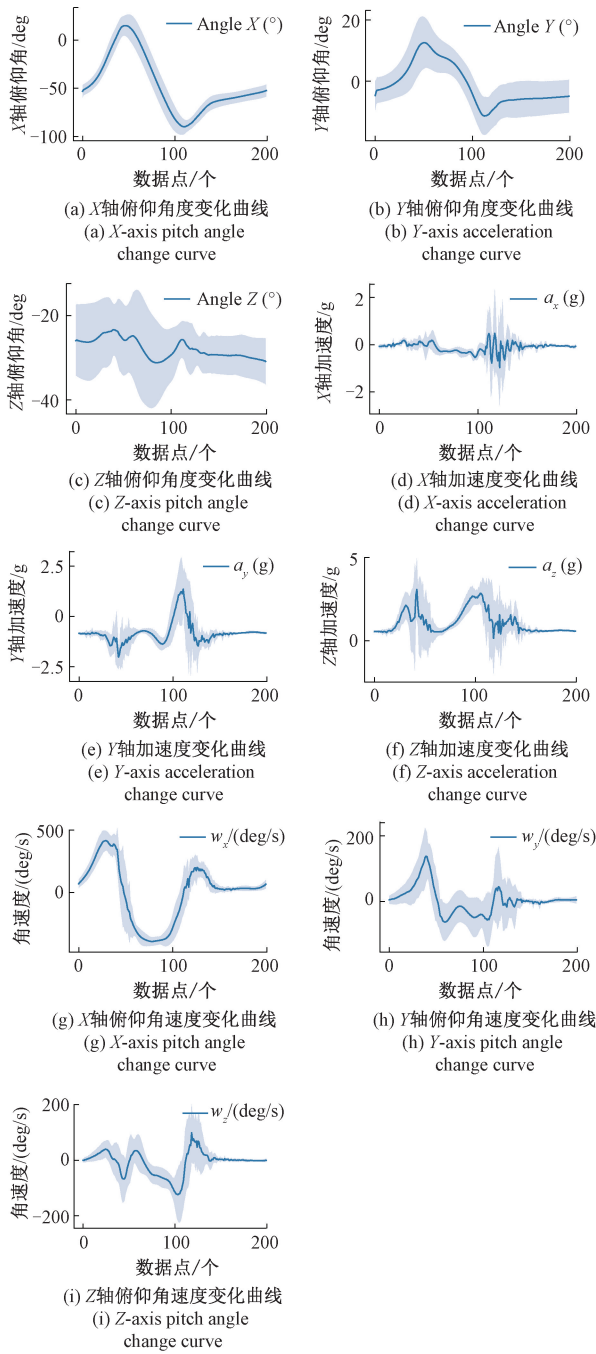 X轴俯仰角/deg
0
−50
−100
Angle X (°)
0 100 200
数据点/个
(a) X轴俯仰角度变化曲线
(a) X-axis pitch angle
change curve
Y轴俯仰角/deg
20
0
Angle Y (°)
0 100 200
数据点/个
(b) Y轴俯仰角度变化曲线
(b) Y-axis acceleration
change curve
Z轴俯仰角/deg
−20
−40
Angle Z (°)
0 100 200
数据点/个
(c) Z轴俯仰角度变化曲线
(c) Z-axis pitch angle
change curve
X轴加速度/g
2
0
−2
ax (g)
0 100 200
数据点/个
(d) X轴加速度变化曲线
(d) X-axis acceleration
change curve
Y轴加速度/g
2.5
0
−2.5
ay (g)
0 100 200
数据点/个
(e) Y轴加速度变化曲线
(e) Y-axis acceleration
change curve
Z轴加速度/g
5
0
az (g)
0 100 200
数据点/个
(f) Z轴加速度变化曲线
(f) Z-axis acceleration
change curve
角速度/(deg/s)
500
0
wx/(deg/s)
0 100 200
数据点/个
(g) X轴俯仰角速度变化曲线
(g) X-axis pitch angle
change curve
角速度/(deg/s)
200
0
wy/(deg/s)
0 100 200
数据点/个
(h) Y轴俯仰角速度变化曲线
(h) Y-axis pitch angle
change curve
角速度/(deg/s)
200
0
−200
wz/(deg/s)
0 100 200
数据点/个
(i) Z轴俯仰角速度变化曲线
(i) Z-axis pitch angle
change curve